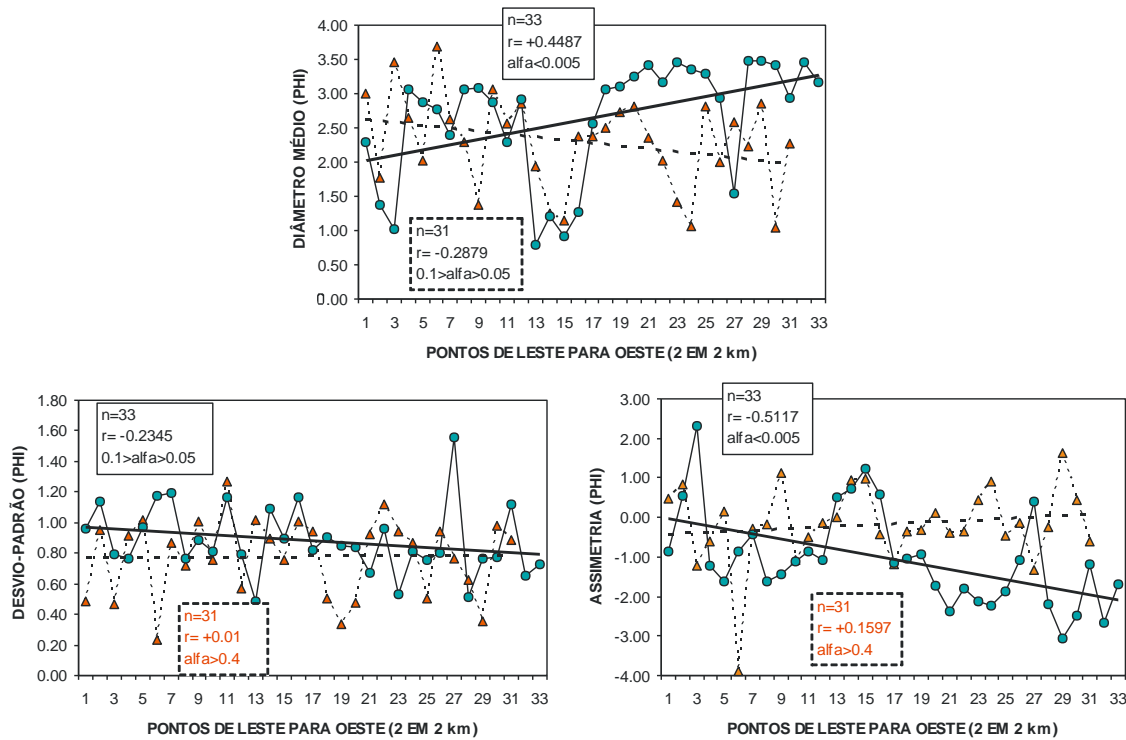 n=33
r= +0.4487
alfa<0.005
4.00
3.50
3.00
2.50
2.00
1.50
1.00
0.50
0.00
DIÂMETRO MÉDIO (PHI)
n=31
r= -0.2879
0.1>alfa>0.05
1 3 5 7 9 11 13 15 17 19 21 23 25 27 29 31 33
PONTOS DE LESTE PARA OESTE (2 EM 2 km)
1.80
1.60
1.40
1.20
1.00
0.80
0.60
0.40
0.20
0.00
DESVIO-PADRÃO (PHI)
n=33
r= -0.2345
0.1>alfa>0.05
n=31
r= +0.01
alfa>0.4
1 3 5 7 9 11 13 15 17 19 21 23 25 27 29 31 33
PONTOS DE LESTE PARA OESTE (2 EM 2 km)
3.00
2.00
1.00
0.00
-1.00
-2.00
-3.00
-4.00
ASSIMETRIA (PHI)
n=33
r= -0.5117
alfa<0.005
n=31
r= +0.1597
alfa>0.4
1 3 5 7 9 11 13 15 17 19 21 23 25 27 29 31 33
PONTOS DE LESTE PARA OESTE (2 EM 2 km)